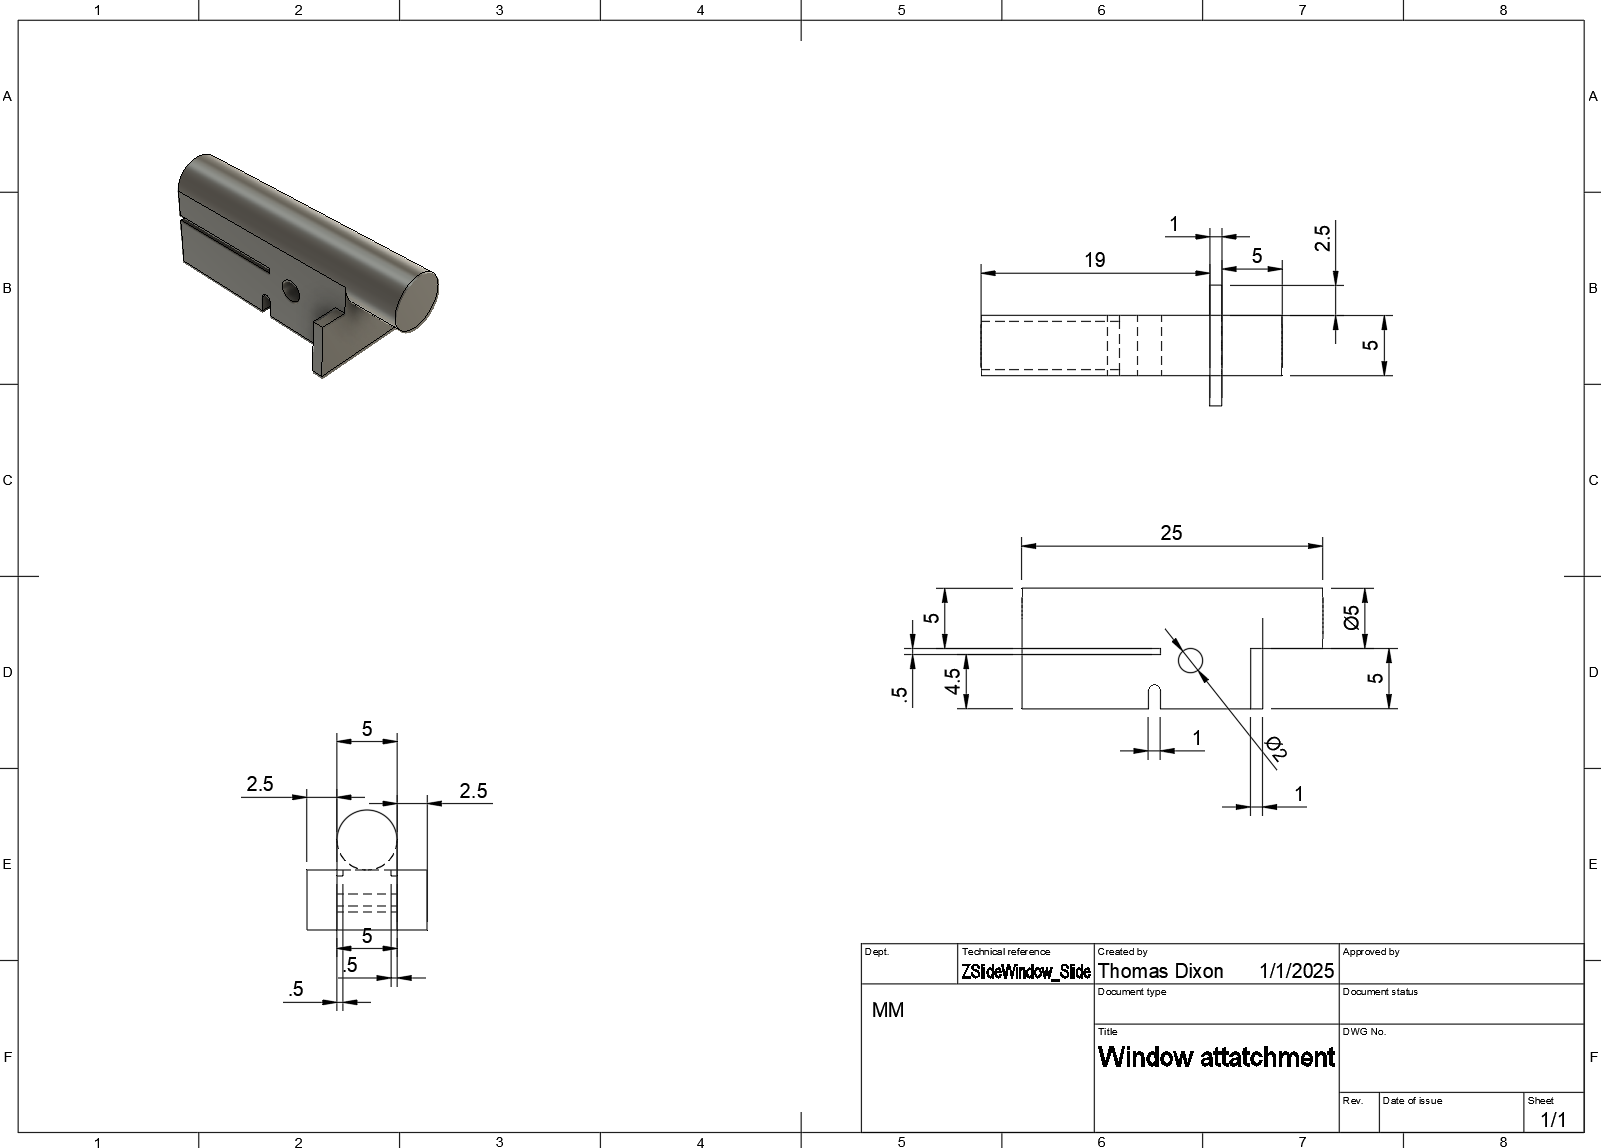 1 2 3 4 5 6 7 8
A A
1
2.5
19
5
B B
5
C C
25
5
Ø5
D D
.5
4.5
5
1
Ø2
1
5
2.5 2.5
E E
5
.5
.5
Dept. Technical reference Created by Approved by
ZSlideWindow_Slide Thomas Dixon 1/1/2025
Document type Document status
MM
Title DWG No.
Window attatchment
F F
Rev. Date of issue Sheet
1/1
1 2 3 4 5 6 7 8